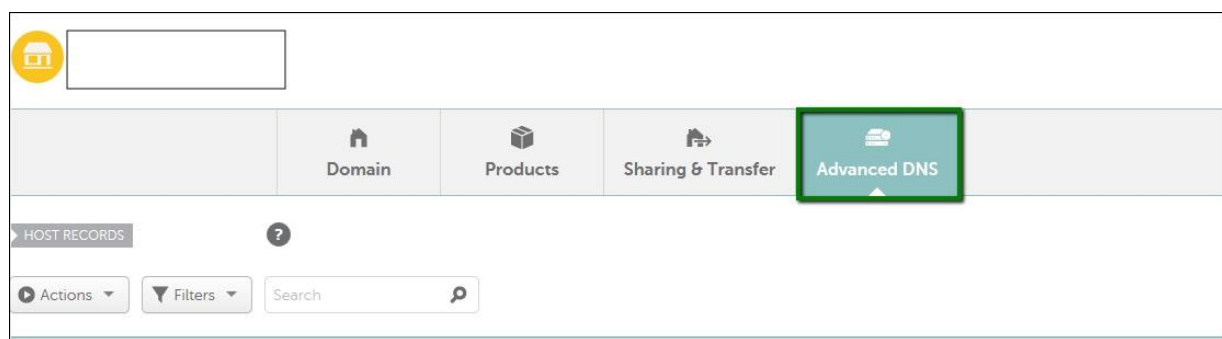 Domain
Products
Sharing & Transfer
Advanced DNS
HOST RECORDS
?
Actions
Filters
Search